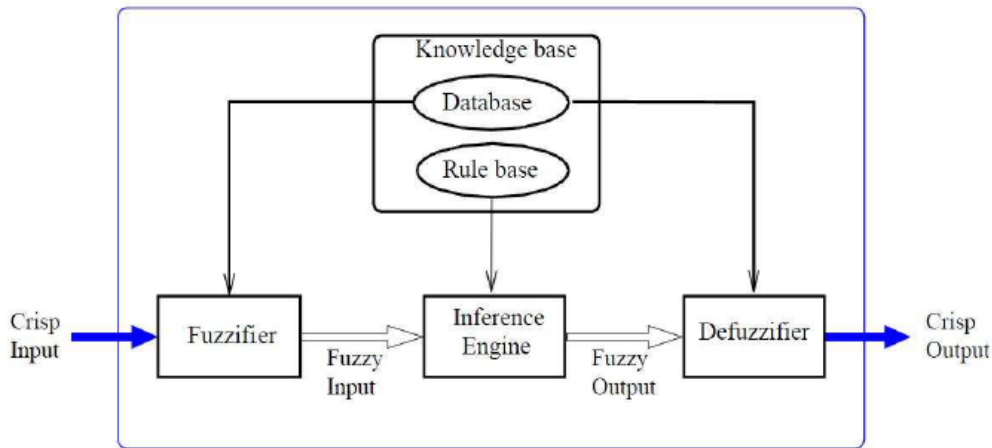 Knowledge base
Database
Rule base
Crisp
Input
Fuzzifier
Fuzzy
Input
Inference
Engine
Fuzzy
Output
Defuzzifier
Crisp
Output